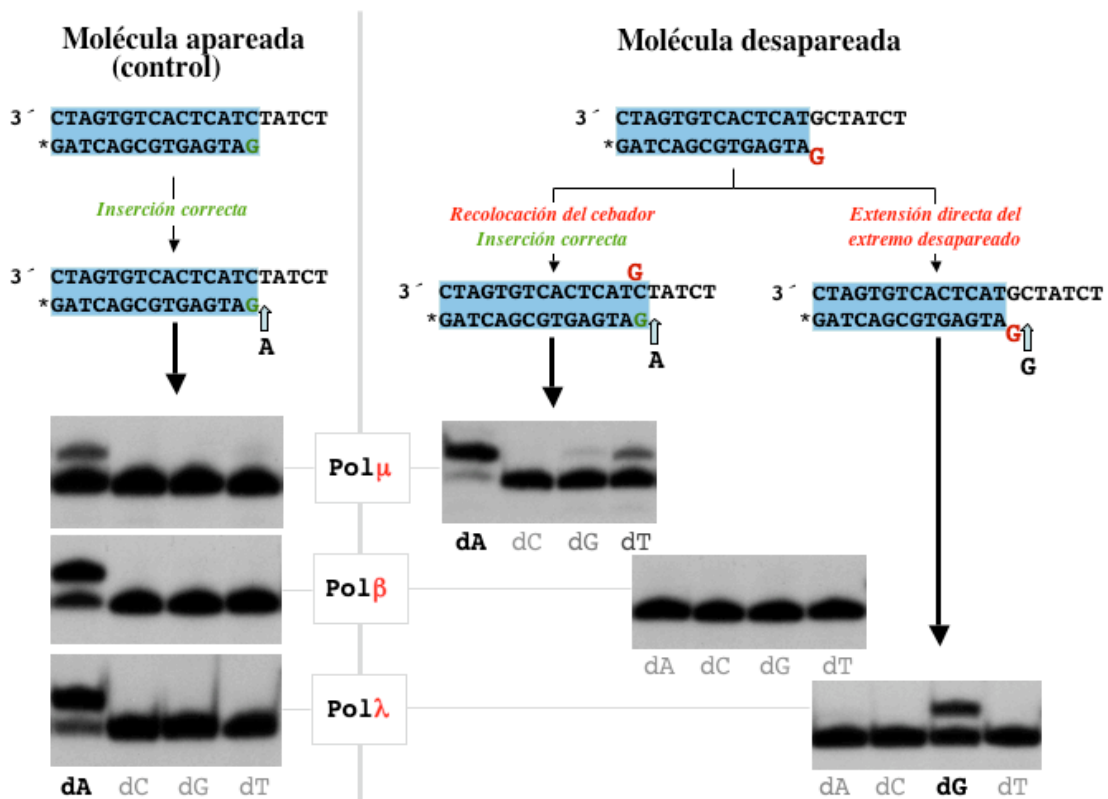 Molécula apareada
(control)
3´ CTAGTGTCACTCATCTATCT
*GATCAGCGTGAGTAG
Inserción correcta
3´ CTAGTGTCACTCATCTATCT
*GATCAGCGTGAGTAG
A
Molécula desapareada
3´ CTAGTGTCACTCATGCTATCT
*GATCAGCGTGAGTAG
Recolocación del cebador
Inserción correcta
G
3´ CTAGTGTCACTCATCTATCT
*GATCAGCGTGAGTAG
A
Extensión directa del
extremo desapareado
3´ CTAGTGTCACTCATGCTATCT
*GATCAGCGTGAGTAG
G
Polμ
dA dC dG dT
Polβ
dA dC dG dT
Polλ
dA dC dG dT
dA dC dG dT